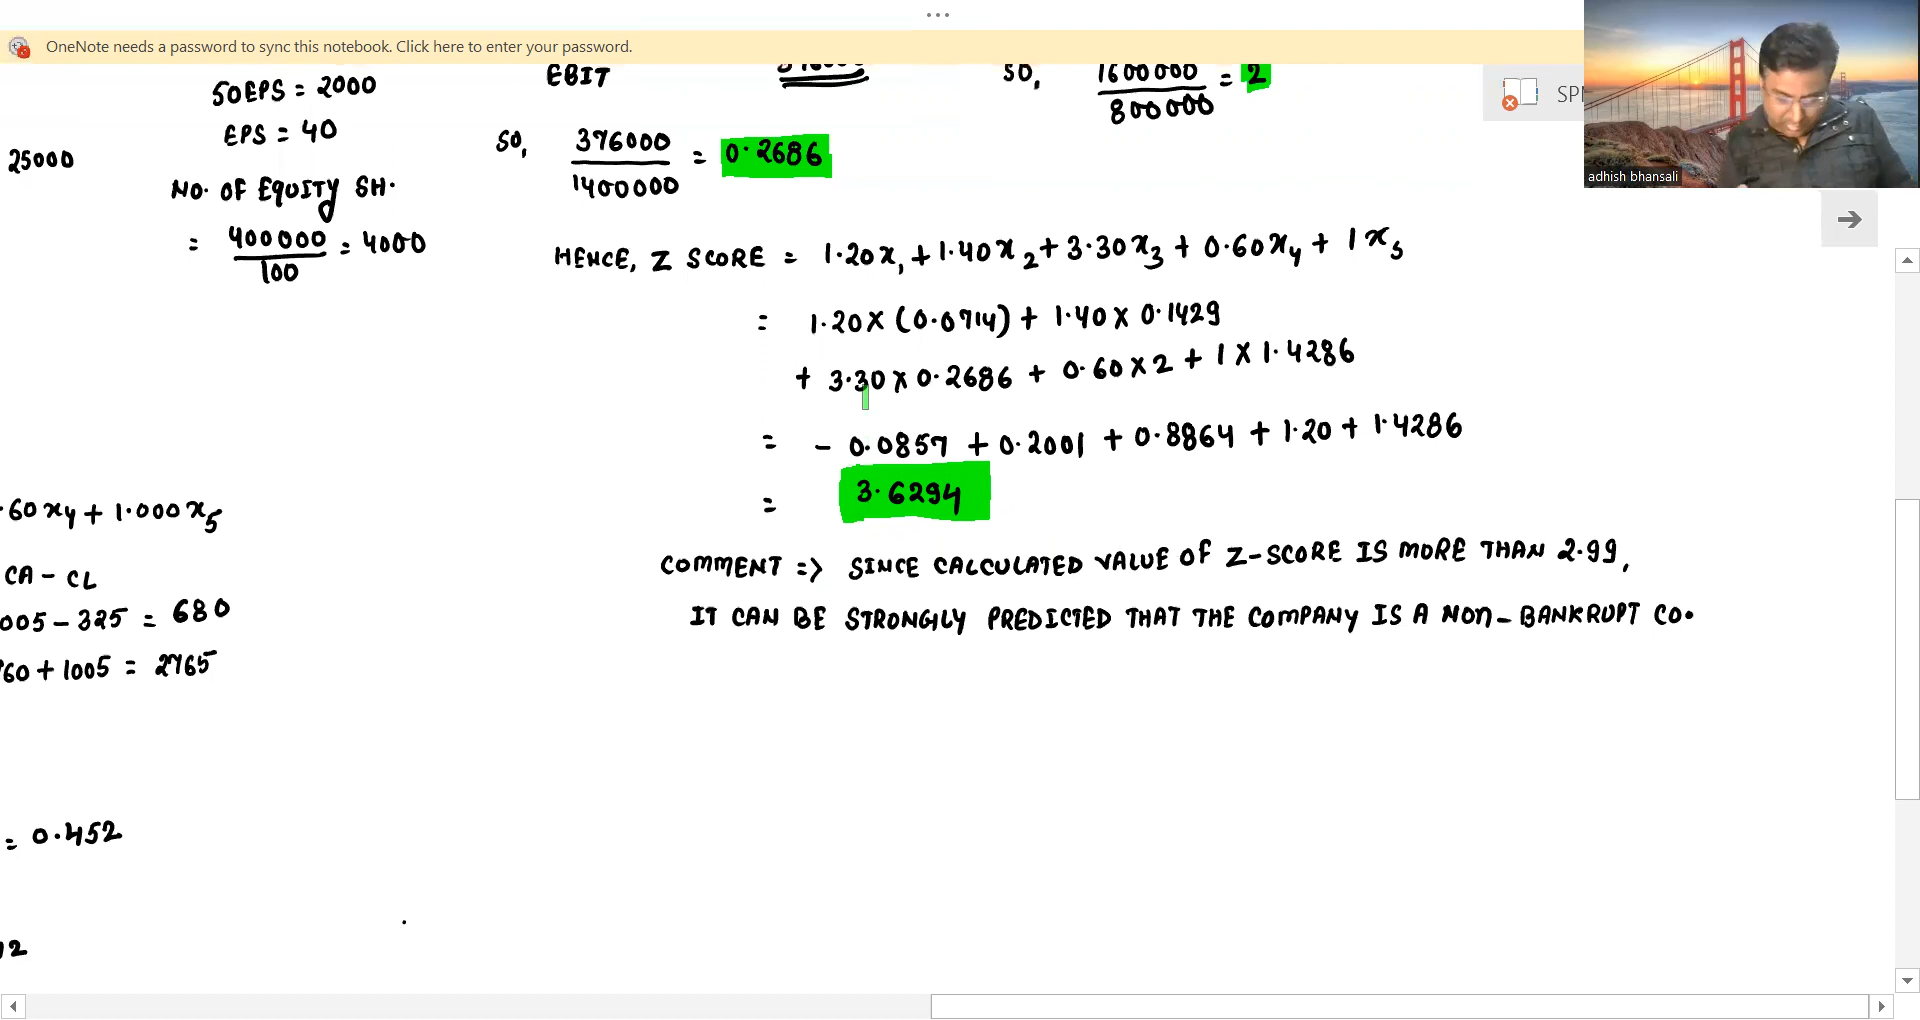 OneNote needs a password to sync this notebook. Click here to enter your password.
adhish bhansali
50EPS = 2000
EPS = 40
25000
NO. OF EQUITY SH.
= 400000 / 100 = 4000
EBIT
SO, 376000 / 1400000 = 0.2686
SO, 1600000 / 800000 = 2
HENCE, Z SCORE = 1.20x₁ + 1.40x₂ + 3.30x₃ + 0.60x₄ + 1x₅
= 1.20 x (0.0714) + 1.40 x 0.1429
+ 3.30 x 0.2686 + 0.60 x 2 + 1 x 1.4286
= - 0.0857 + 0.2001 + 0.8864 + 1.20 + 1.4286
= 3.6294
COMMENT => SINCE CALCULATED VALUE OF Z-SCORE IS MORE THAN 2.99,
IT CAN BE STRONGLY PREDICTED THAT THE COMPANY IS A NON-BANKRUPT CO.
.60x₄ + 1.000x₅
CA - CL
005 - 325 = 680
60 + 1005 = 2765
= 0.452